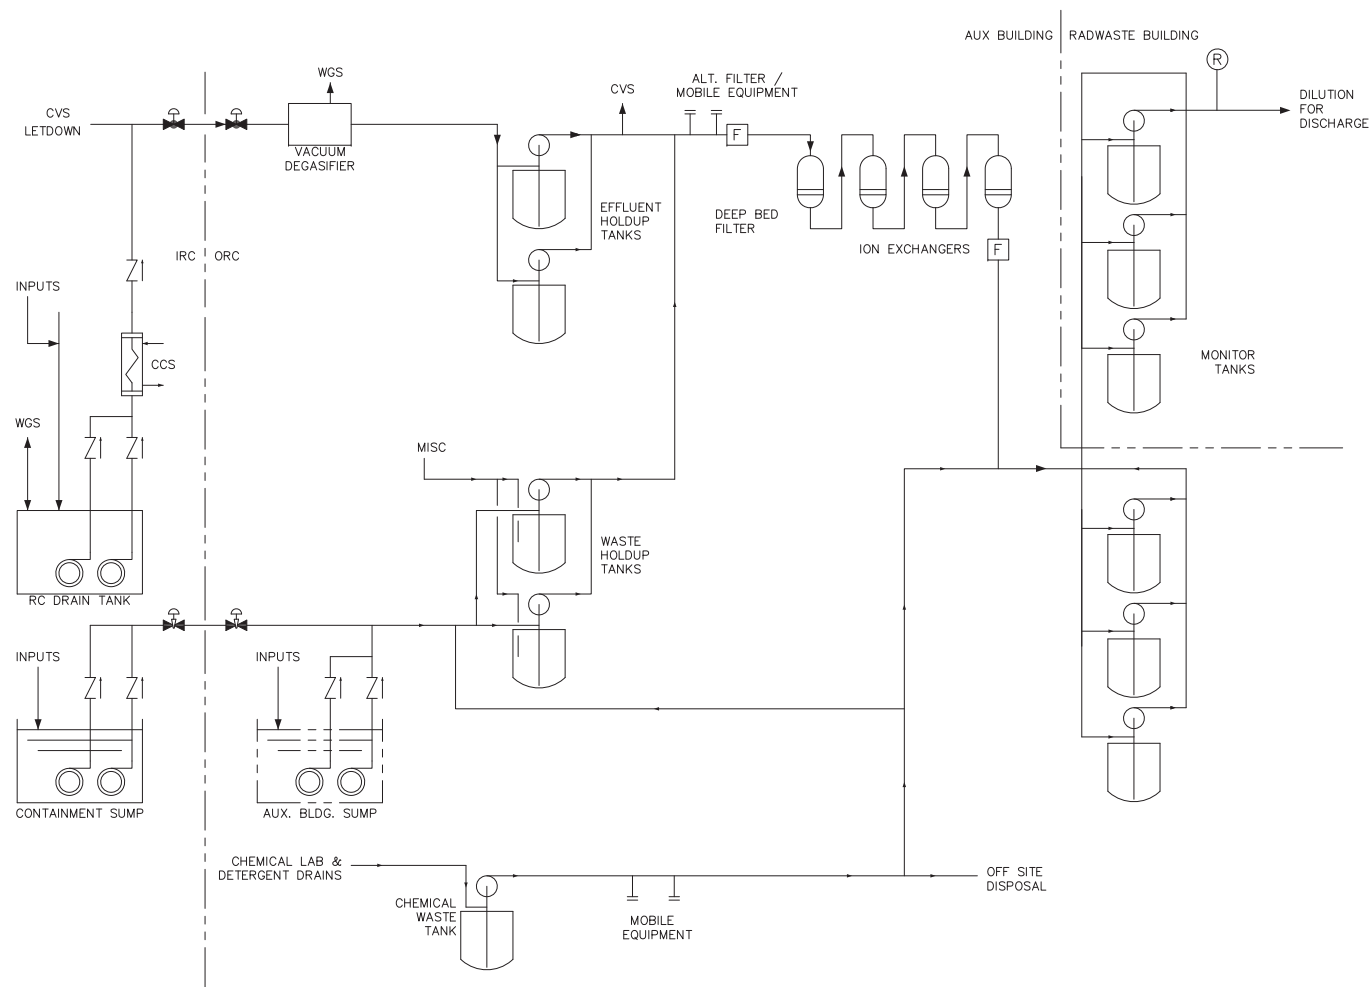 AUX BUILDING
RADWASTE BUILDING
R
WGS
CVS
ALT. FILTER /
MOBILE EQUIPMENT
DILUTION
FOR
DISCHARGE
CVS
LETDOWN
F
VACUUM
DEGASIFIER
EFFLUENT
HOLDUP
TANKS
DEEP BED
FILTER
ION EXCHANGERS
F
IRC
ORC
INPUTS
CCS
MONITOR
TANKS
WGS
MISC
WASTE
HOLDUP
TANKS
RC DRAIN TANK
INPUTS
INPUTS
CONTAINMENT SUMP
AUX. BLDG. SUMP
CHEMICAL LAB &
DETERGENT DRAINS
OFF SITE
DISPOSAL
CHEMICAL
WASTE
TANK
MOBILE
EQUIPMENT